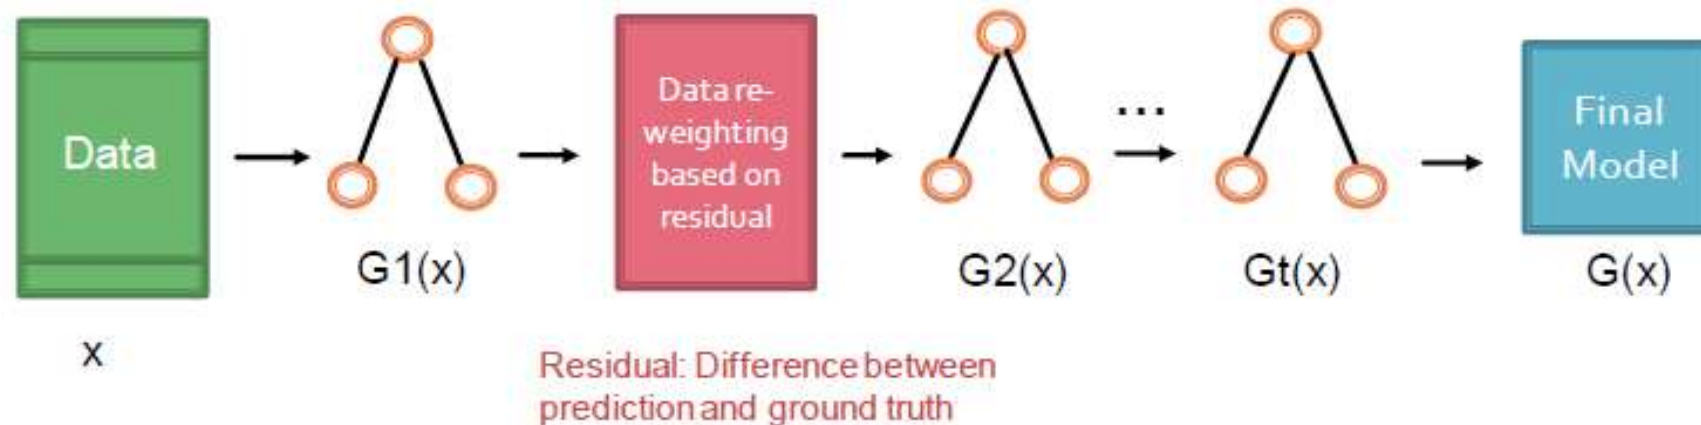 Data
x
G1(x)
Data re-
weighting
based on
residual
Residual: Difference between
prediction and ground truth
G2(x)
...
Gt(x)
Final
Model
G(x)